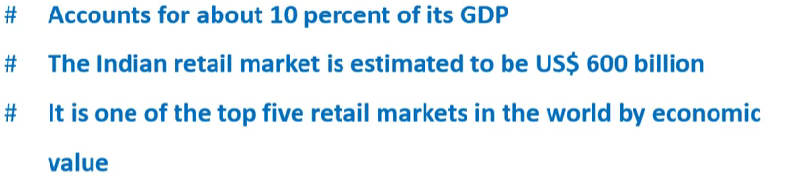 # Accounts for about 10 percent of its GDP
# The Indian retail market is estimated to be US$ 600 billion
# It is one of the top five retail markets in the world by economic
value